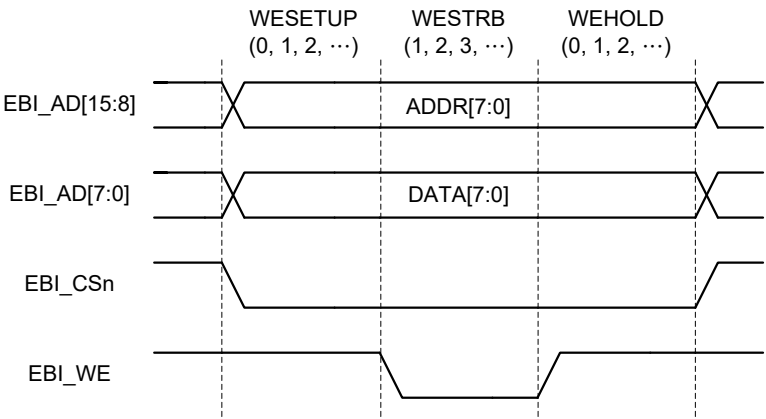 WESETUP WESTRB WEHOLD
(0, 1, 2, ⋯) (1, 2, 3, ⋯) (0, 1, 2, ⋯)
EBI_AD[15:8] ADDR[7:0]
EBI_AD[7:0] DATA[7:0]
EBI_CSn
EBI_WE